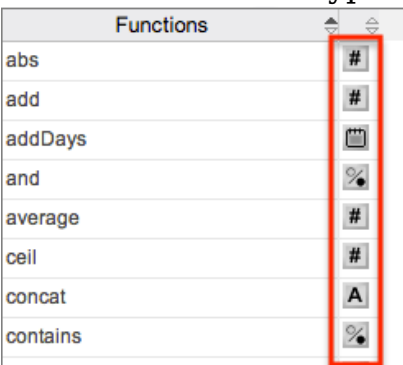 Functions
abs #
add #
addDays
and %
average #
ceil #
concat A
contains %